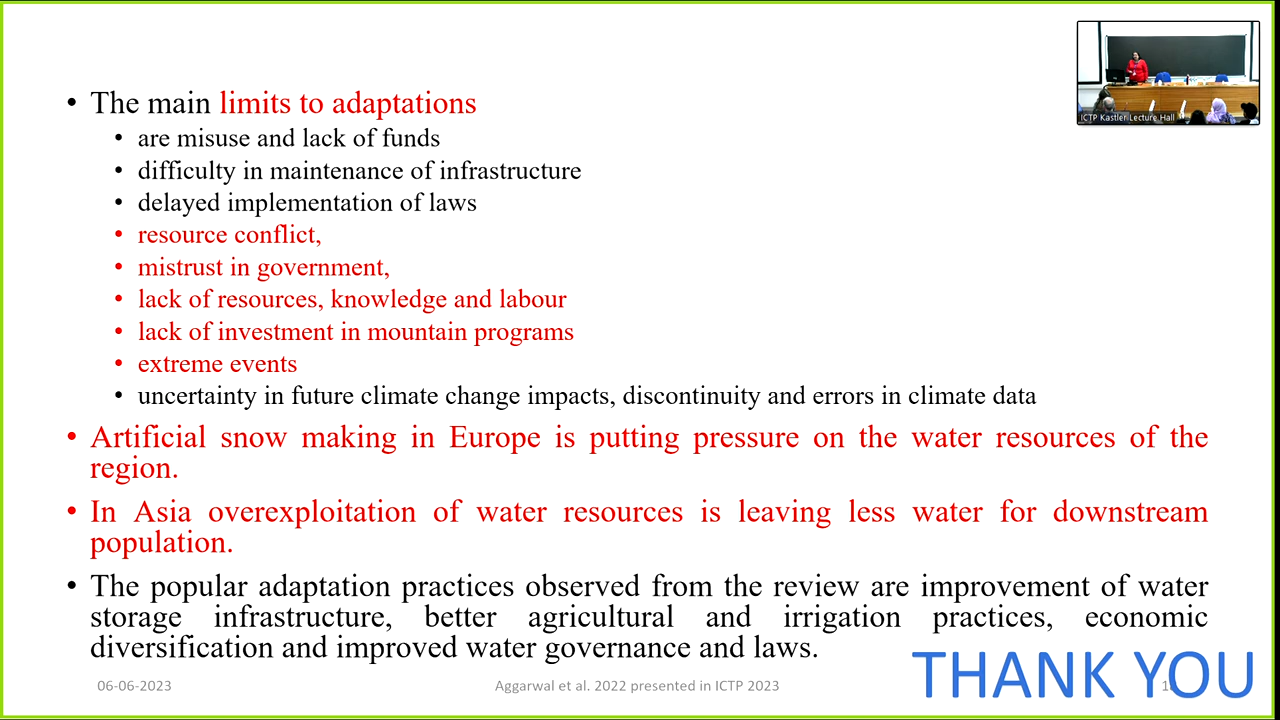 • The main limits to adaptations
• are misuse and lack of funds
• difficulty in maintenance of infrastructure
• delayed implementation of laws
• resource conflict,
• mistrust in government,
• lack of resources, knowledge and labour
• lack of investment in mountain programs
• extreme events
• uncertainty in future climate change impacts, discontinuity and errors in climate data
• Artificial snow making in Europe is putting pressure on the water resources of the
region.
• In Asia overexploitation of water resources is leaving less water for downstream
population.
• The popular adaptation practices observed from the review are improvement of water
storage infrastructure, better agricultural and irrigation practices, economic
diversification and improved water governance and laws.
THANK YOU
06-06-2023
Aggarwal et al. 2022 presented in ICTP 2023
ICTP Kastler Lecture Hall